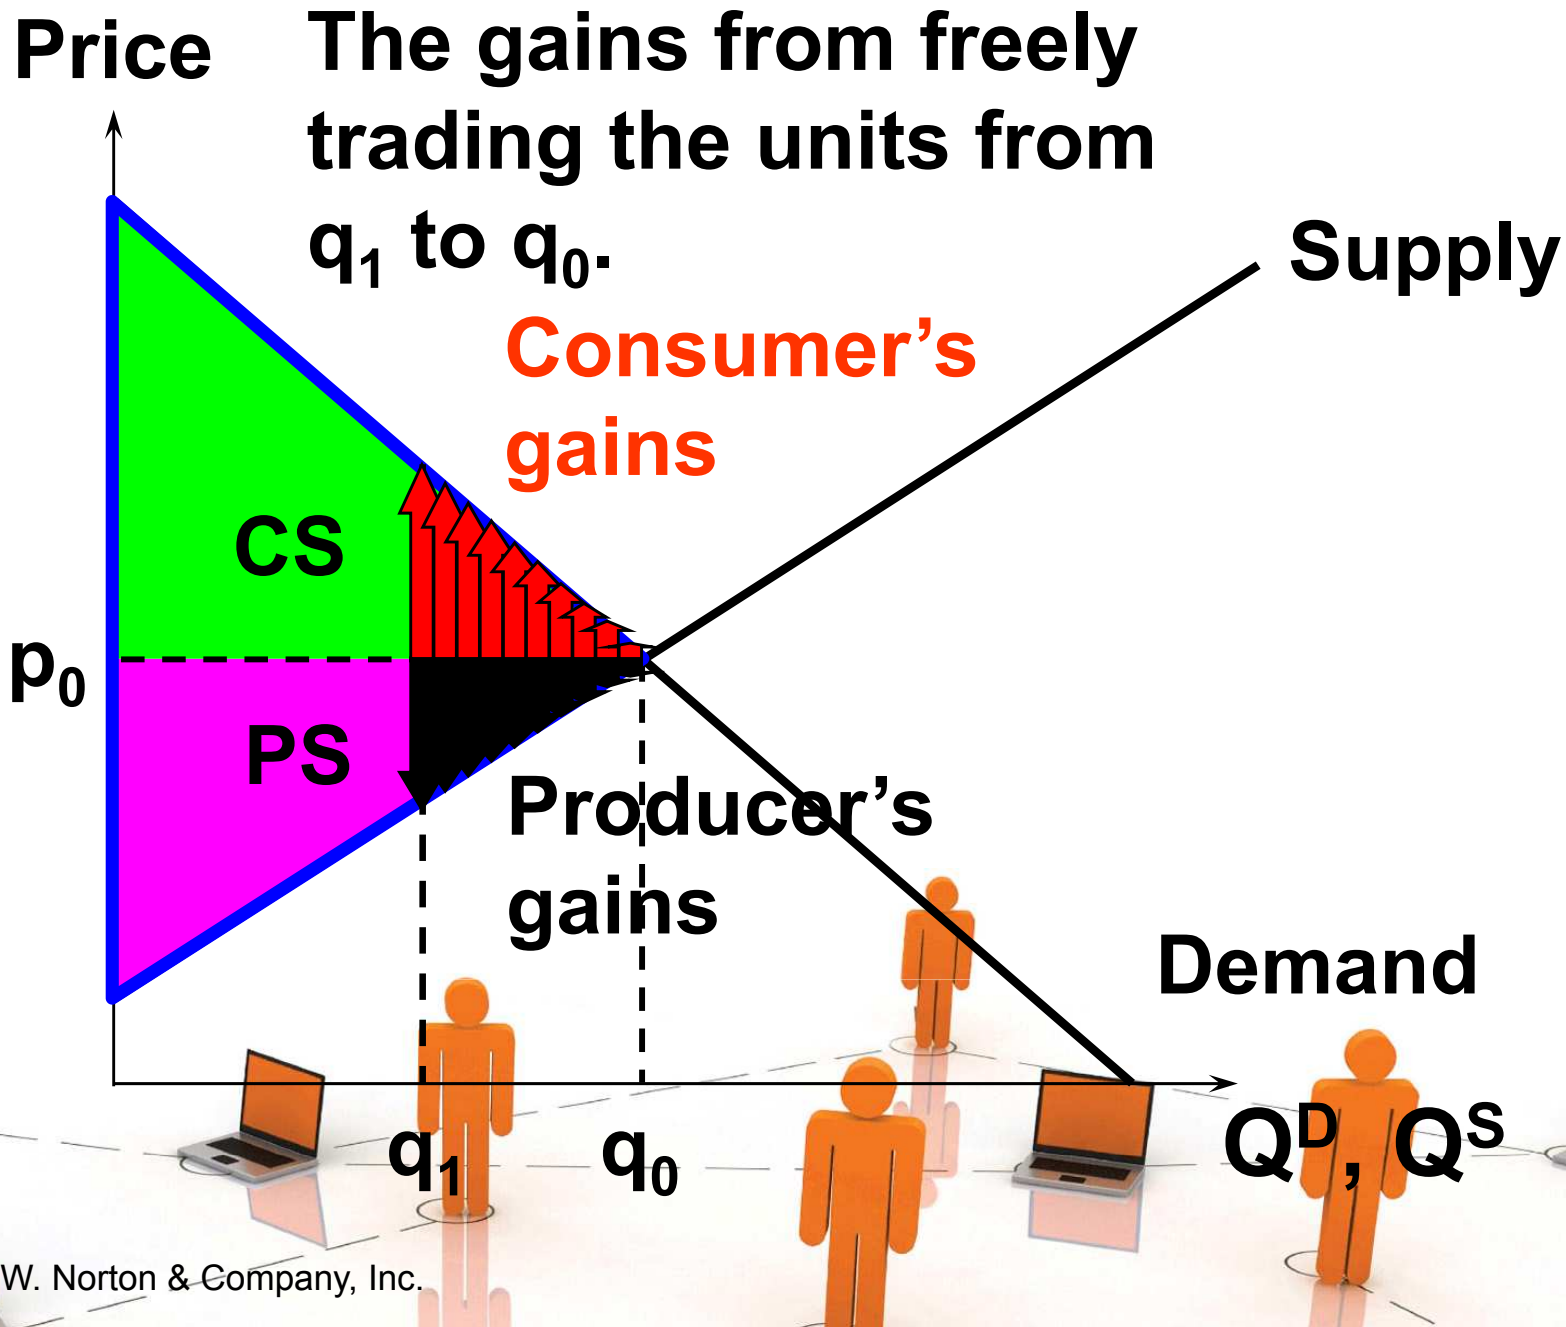 Price
The gains from freely
trading the units from
q₁ to q₀.
Supply
Consumer’s
gains
CS
p₀
PS
Producer’s
gains
Demand
q₁
q₀
Qᴰ, Qˢ
W. Norton & Company, Inc.